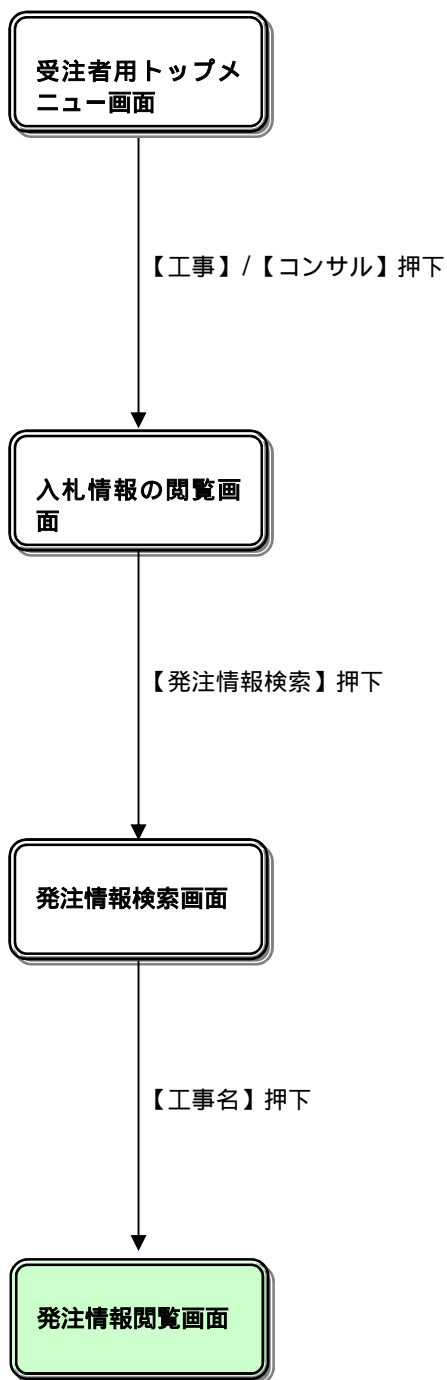 受注者用トップメ
ニュー画面
【工事】/【コンサル】押下
入札情報の閲覧画
面
【発注情報検索】押下
発注情報検索画面
【工事名】押下
発注情報閲覧画面